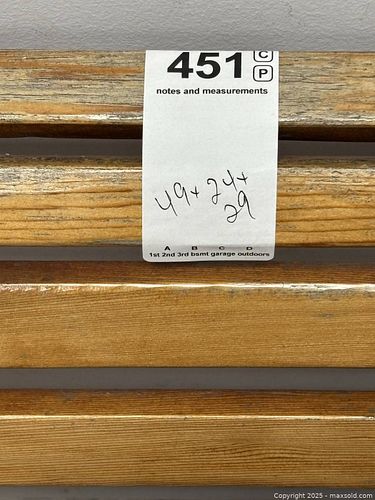 451 C
P
notes and measurements
49+ 24+
29
A B C D
1st 2nd 3rd bsmt garage outdoors
Copyright 2025 - maxsold.com